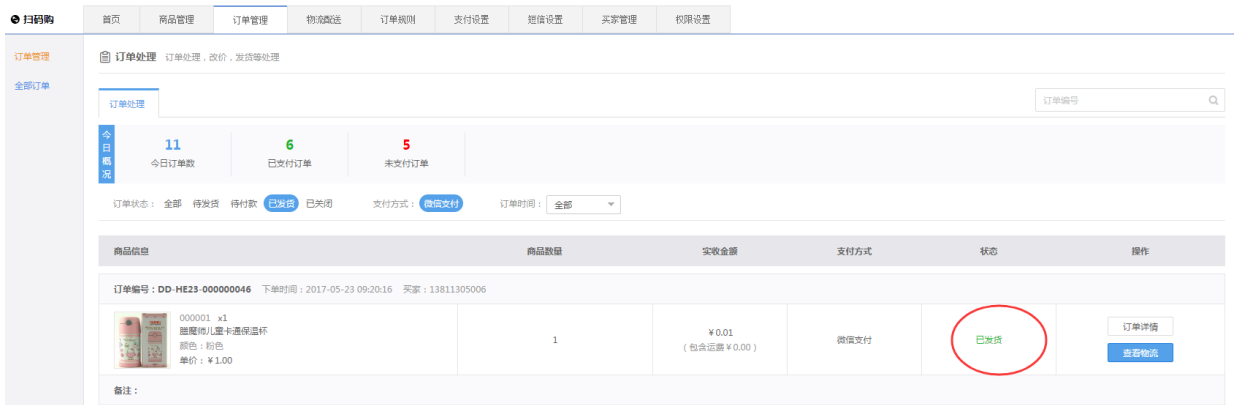 扫码购 首页 商品管理 订单管理 物流配送 订单规则 支付设置 短信设置 买家管理 权限设置
订单管理
全部订单
订单处理 订单处理，改价，发货等处理
订单处理 订单编号
今日概况
11 6 5
今日订单数 已支付订单 未支付订单
订单状态： 全部 待发货 待付款 已发货 已关闭 支付方式： 微信支付 订单时间： 全部
商品信息 商品数量 实收金额 支付方式 状态 操作
订单编号：DD-HE23-000000046 下单时间：2017-05-23 09:20:16 买家：13811305006
000001 x1
膳魔师儿童卡通保温杯
颜色：粉色
单价：￥1.00
1
￥0.01
（包含运费￥0.00）
微信支付
已发货
订单详情
查看物流
备注：